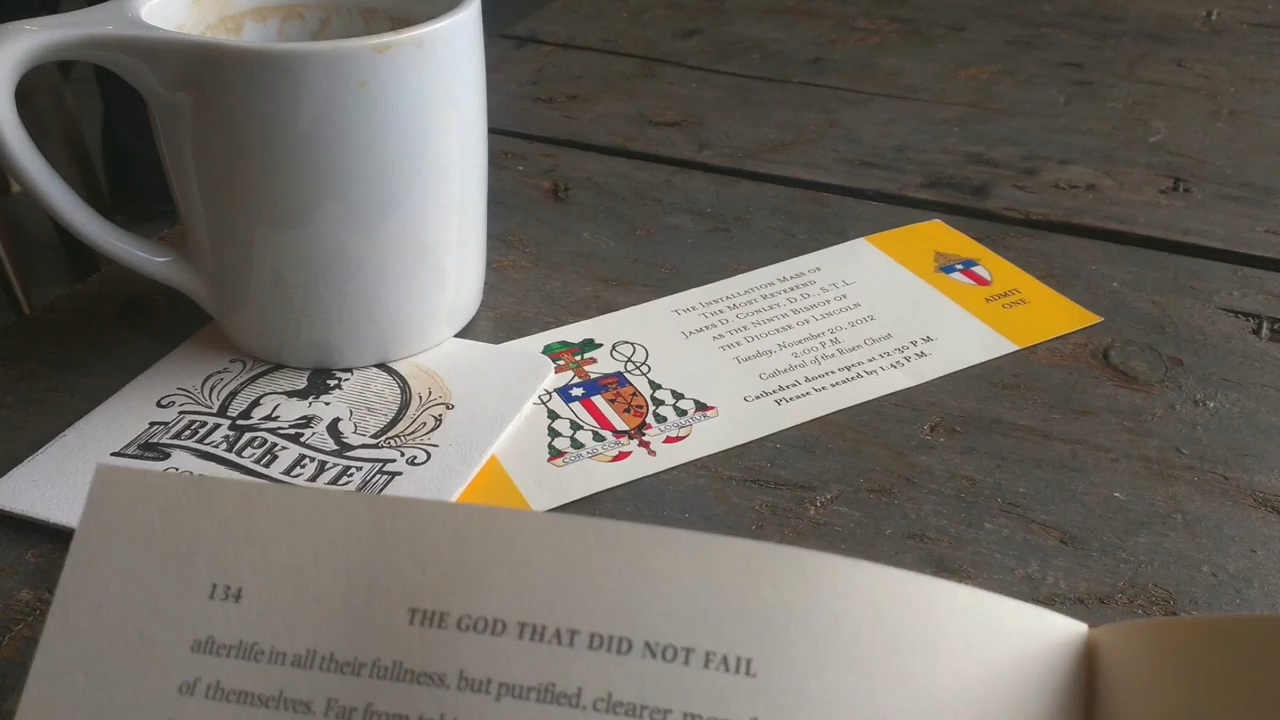 BLACK EYE
THE INSTALLATION MASS OF
THE MOST REVEREND
JAMES D. CONLEY, D.D., S.T.L.
AS THE NINTH BISHOP OF
THE DIOCESE OF LINCOLN
Tuesday, November 20, 2012
2:00 P.M.
Cathedral of the Risen Christ
Cathedral doors open at 12:30 P.M.
Please be seated by 1:45 P.M.
ADMIT
ONE
COR AD COR LOQUITUR
134
THE GOD THAT DID NOT FAIL
afterlife in all their fullness, but purified, clearer,
of themselves. Far from